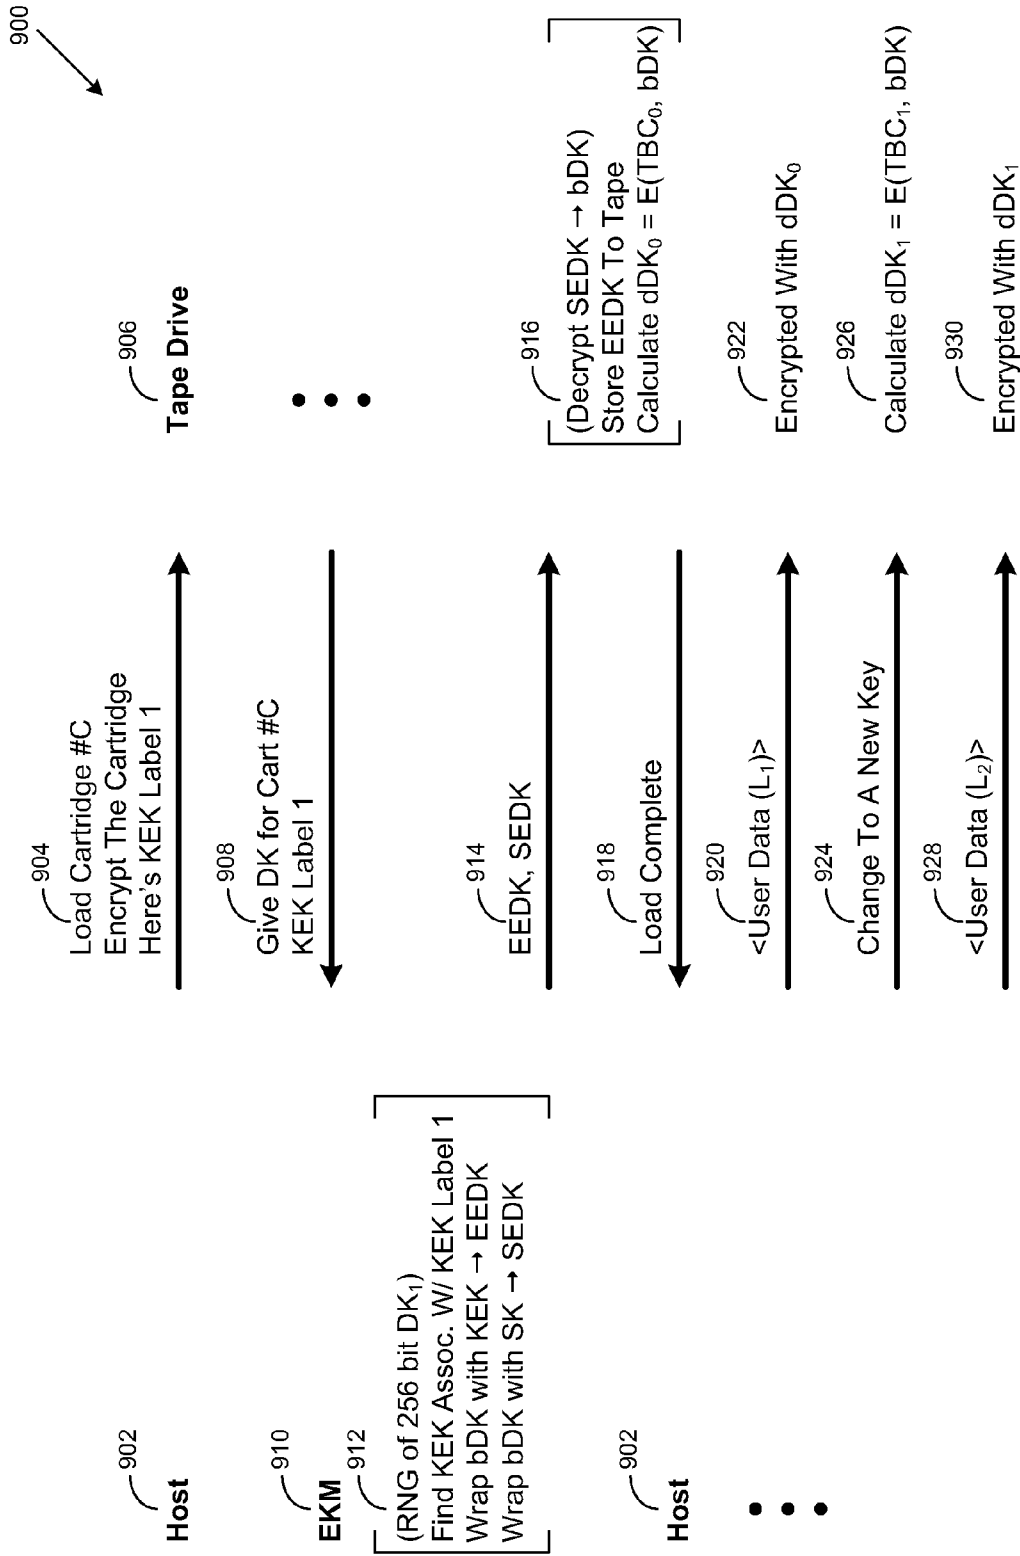 900
902
Host
904
Load Cartridge #C
Encrypt The Cartridge
Here's KEK Label 1
906
Tape Drive
910
EKM
908
Give DK for Cart #C
KEK Label 1
912
(RNG of 256 bit DK₁)
Find KEK Assoc. W/ KEK Label 1
Wrap bDK with KEK → EEDK
Wrap bDK with SK → SEDK
914
EEDK, SEDK
916
(Decrypt SEDK → bDK)
Store EEDK To Tape
Calculate dDK₀ = E(TBC₀, bDK)
902
Host
918
Load Complete
920
<User Data (L₁)>
922
Encrypted With dDK₀
924
Change To A New Key
926
Calculate dDK₁ = E(TBC₁, bDK)
928
<User Data (L₂)>
930
Encrypted With dDK₁